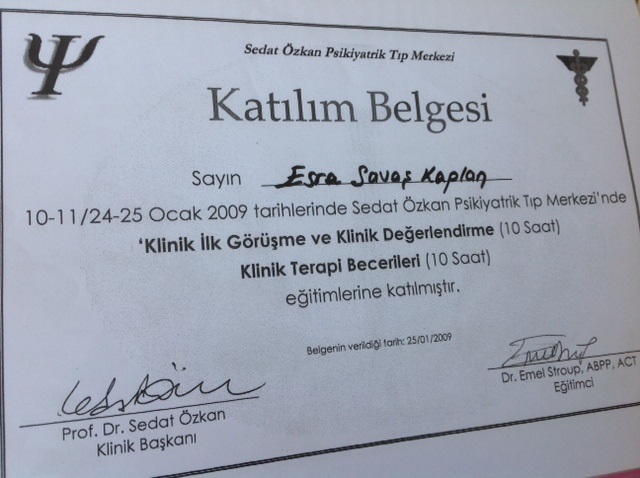 Sedat Özkan Psikiyatrik Tıp Merkezi
Katılım Belgesi
Sayın Esra Savaş Kaplan
10-11/24-25 Ocak 2009 tarihlerinde Sedat Özkan Psikiyatrik Tıp Merkezi'nde
'Klinik İlk Görüşme ve Klinik Değerlendirme (10 Saat)
Klinik Terapi Becerileri (10 Saat)
eğitimlerine katılmıştır.
Belgenin verildiği tarih: 25/01/2009
Prof. Dr. Sedat Özkan
Klinik Başkanı
Dr. Emel Stroup, ABPP, ACT
Eğitimci